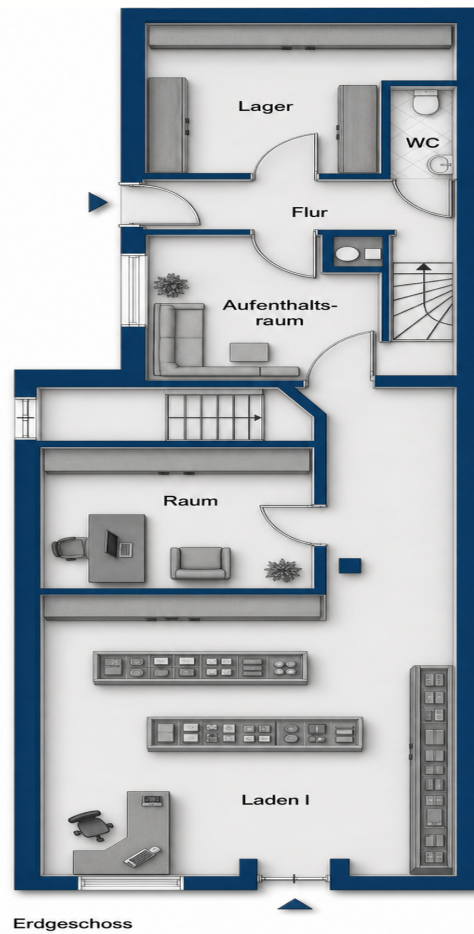 Lager
WC
Flur
Aufenthalts-
raum
Raum
Laden I
Erdgeschoss